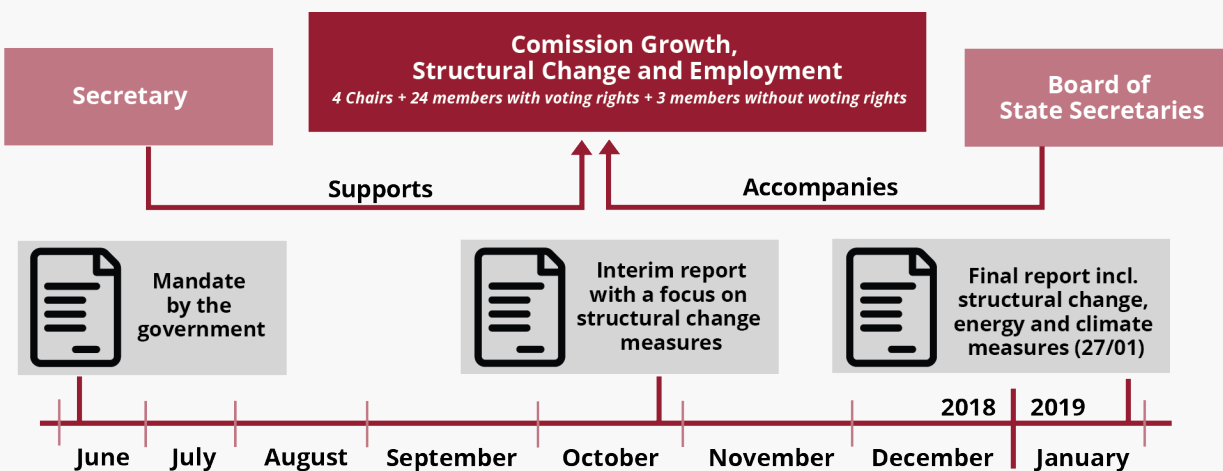 Secretary
Comission Growth,
Structural Change and Employment
4 Chairs + 24 members with voting rights + 3 members without woting rights
Board of
State Secretaries
Supports
Accompanies
Mandate
by the
government
Interim report
with a focus on
structural change
measures
Final report incl.
structural change,
energy and climate
measures (27/01)
2018
2019
June
July
August
September
October
November
December
January